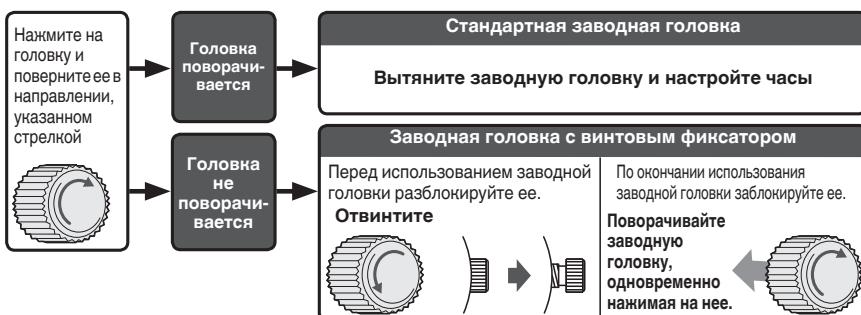 Нажмите на
головку и
поверните ее в
направлении,
указанном
стрелкой
Головка
поворачи-
вается
Стандартная заводная головка
Вытяните заводную головку и настройте часы
Головка
не
поворачи-
вается
Заводная головка с винтовым фиксатором
Перед использованием заводной
головки разблокируйте ее.
Отвинтите
По окончании использования
заводной головки заблокируйте ее.
Поворачивайте
заводную
головку,
одновременно
нажимая на нее.